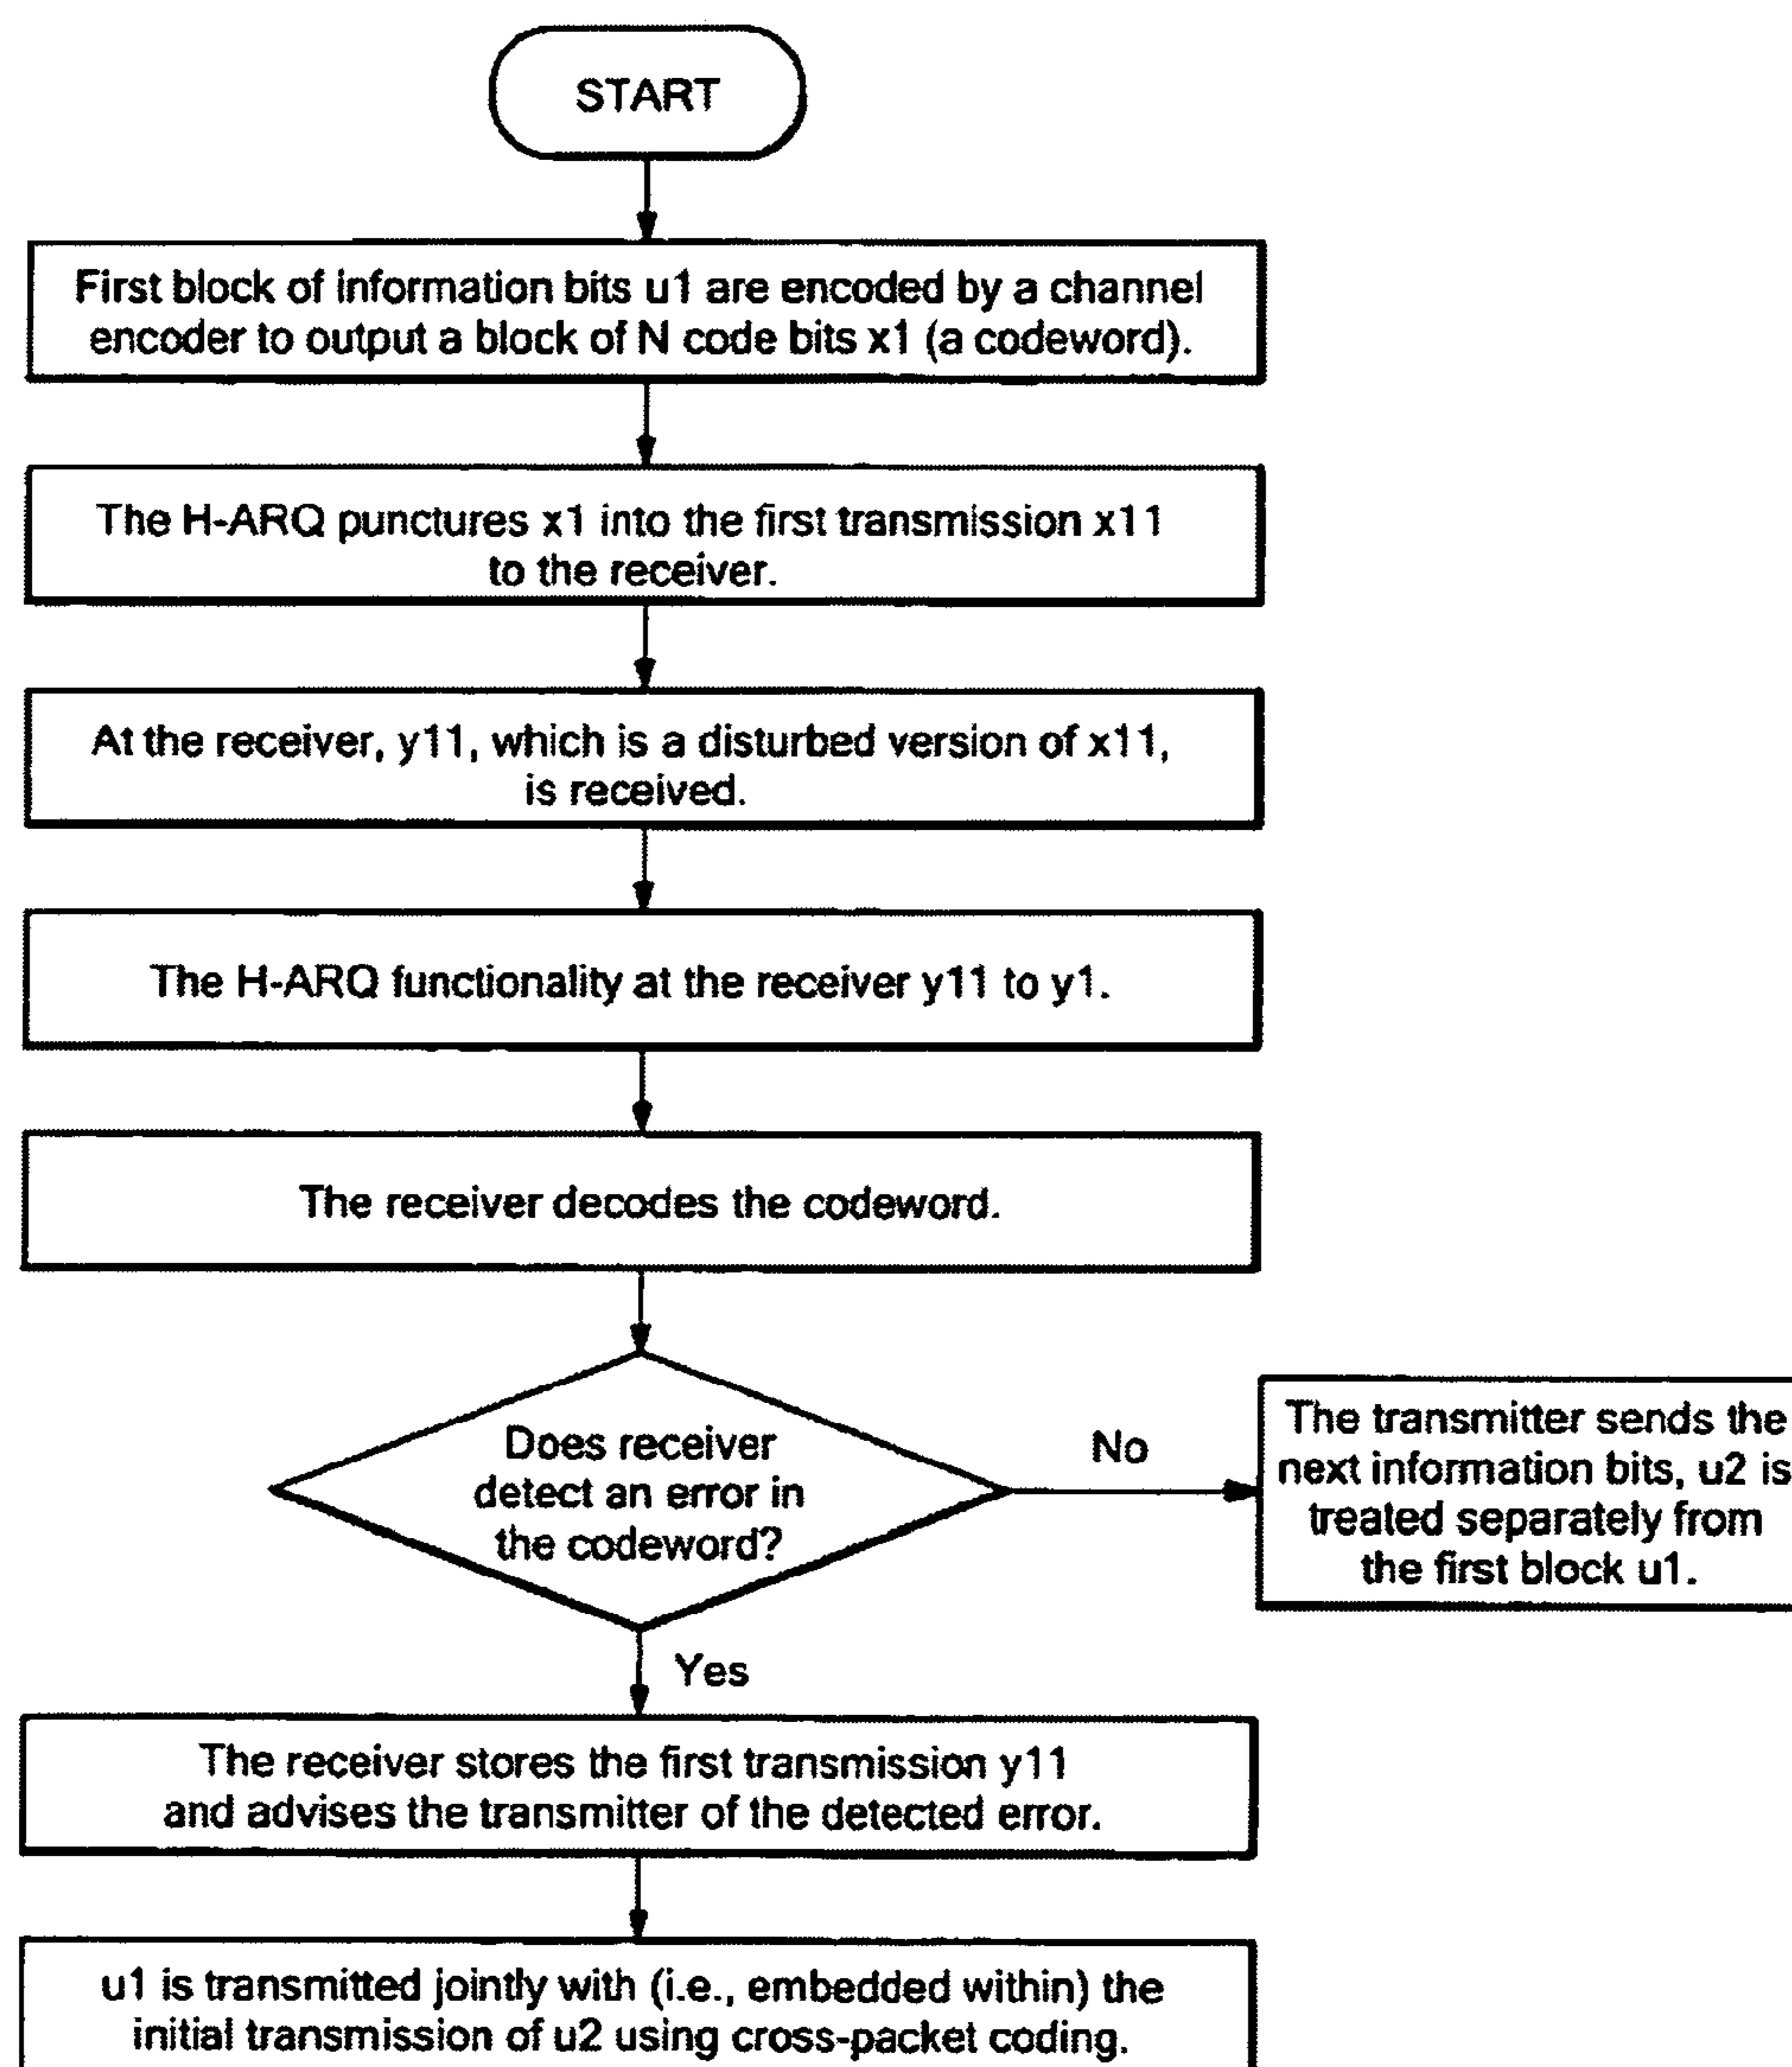 START
First block of information bits u1 are encoded by a channel
encoder to output a block of N code bits x1 (a codeword).
The H-ARQ punctures x1 into the first transmission x11
to the receiver.
At the receiver, y11, which is a disturbed version of x11,
is received.
The H-ARQ functionality at the receiver y11 to y1.
The receiver decodes the codeword.
Does receiver
detect an error in
the codeword?
No
The transmitter sends the
next information bits, u2 is
treated separately from
the first block u1.
Yes
The receiver stores the first transmission y11
and advises the transmitter of the detected error.
u1 is transmitted jointly with (i.e., embedded within) the
initial transmission of u2 using cross-packet coding.